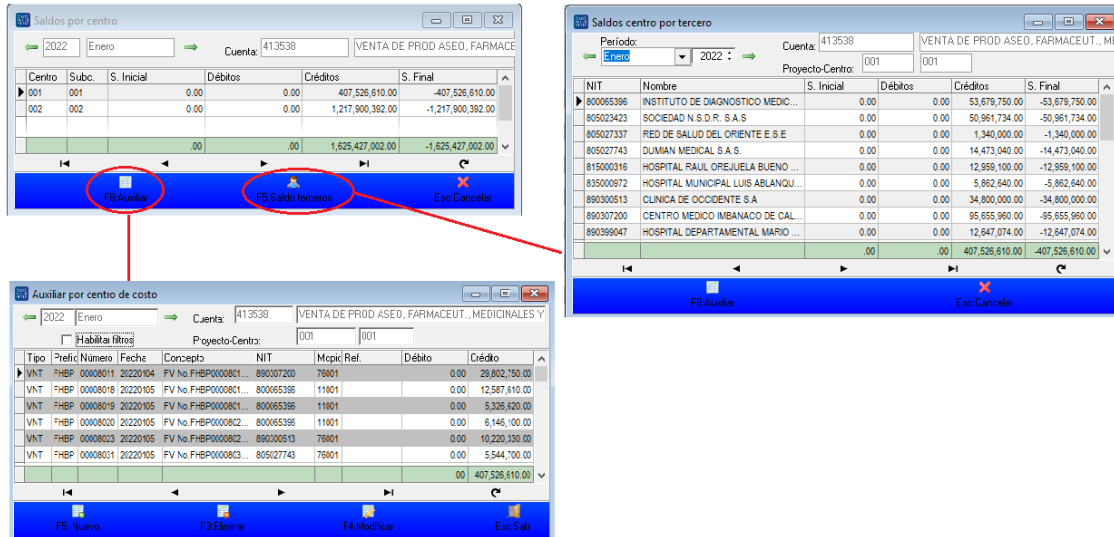 Saldos por centro
2022 Enero Cuenta: 413538 VENTA DE PROD ASEO, FARMACE
Centro Subc. S. Inicial Débitos Créditos S. Final
001 001 0.00 0.00 407,526,610.00 -407,526,610.00
002 002 0.00 0.00 1,217,900,392.00 -1,217,900,392.00
.00 .00 1,625,427,002.00 -1,625,427,002.00
F8:Auxiliar F5:Saldo terceros Esc:Cancelar
Saldos centro por tercero
Período: Cuenta: 413538 VENTA DE PROD ASEO, FARMACEUT., ME
Enero 2022
Proyecto-Centro: 001 001
NIT Nombre S. Inicial Débitos Créditos S. Final
800065396 INSTITUTO DE DIAGNOSTICO MEDIC... 0.00 0.00 53,679,750.00 -53,679,750.00
805023423 SOCIEDAD N.S.D.R. S.A.S 0.00 0.00 50,961,734.00 -50,961,734.00
805027337 RED DE SALUD DEL ORIENTE E.S.E 0.00 0.00 1,340,000.00 -1,340,000.00
805027743 DUMIAN MEDICAL S.A.S. 0.00 0.00 14,473,040.00 -14,473,040.00
815000316 HOSPITAL RAUL OREJUELA BUENO ... 0.00 0.00 12,959,100.00 -12,959,100.00
835000972 HOSPITAL MUNICIPAL LUIS ABLANQU... 0.00 0.00 5,862,640.00 -5,862,640.00
890300513 CLINICA DE OCCIDENTE S.A 0.00 0.00 34,800,000.00 -34,800,000.00
890307200 CENTRO MEDICO IMBANACO DE CAL... 0.00 0.00 95,655,960.00 -95,655,960.00
890399047 HOSPITAL DEPARTAMENTAL MARIO ... 0.00 0.00 12,647,074.00 -12,647,074.00
.00 .00 407,526,610.00 -407,526,610.00
F8:Auxiliar Esc:Cancelar
Auxiliar por centro de costo
2022 Enero Cuenta: 413538 VENTA DE PROD ASEO, FARMACEUT., MEDICINALES Y
Habilitar filtros Proyecto-Centro: 001 001
Tipo Prefic Número Fecha Concepto NIT Mcpio Ref. Débito Crédito
VNT FHBP 00008011 20220104 FV No.FHBP0000801... 890307200 76001 0.00 29,802,750.00
VNT FHBP 00008018 20220105 FV No.FHBP0000801... 800065396 11001 0.00 12,587,610.00
VNT FHBP 00008019 20220105 FV No.FHBP0000801... 800065396 11001 0.00 5,326,620.00
VNT FHBP 00008020 20220105 FV No.FHBP0000802... 800065396 11001 0.00 6,146,100.00
VNT FHBP 00008023 20220105 FV No.FHBP0000802... 890300513 76001 0.00 10,220,330.00
VNT FHBP 00008031 20220105 FV No.FHBP0000803... 805027743 76001 0.00 5,544,700.00
00 407,526,610.00
F5: Nuevo F3:Eliminar F4:Modificar Esc:Salir